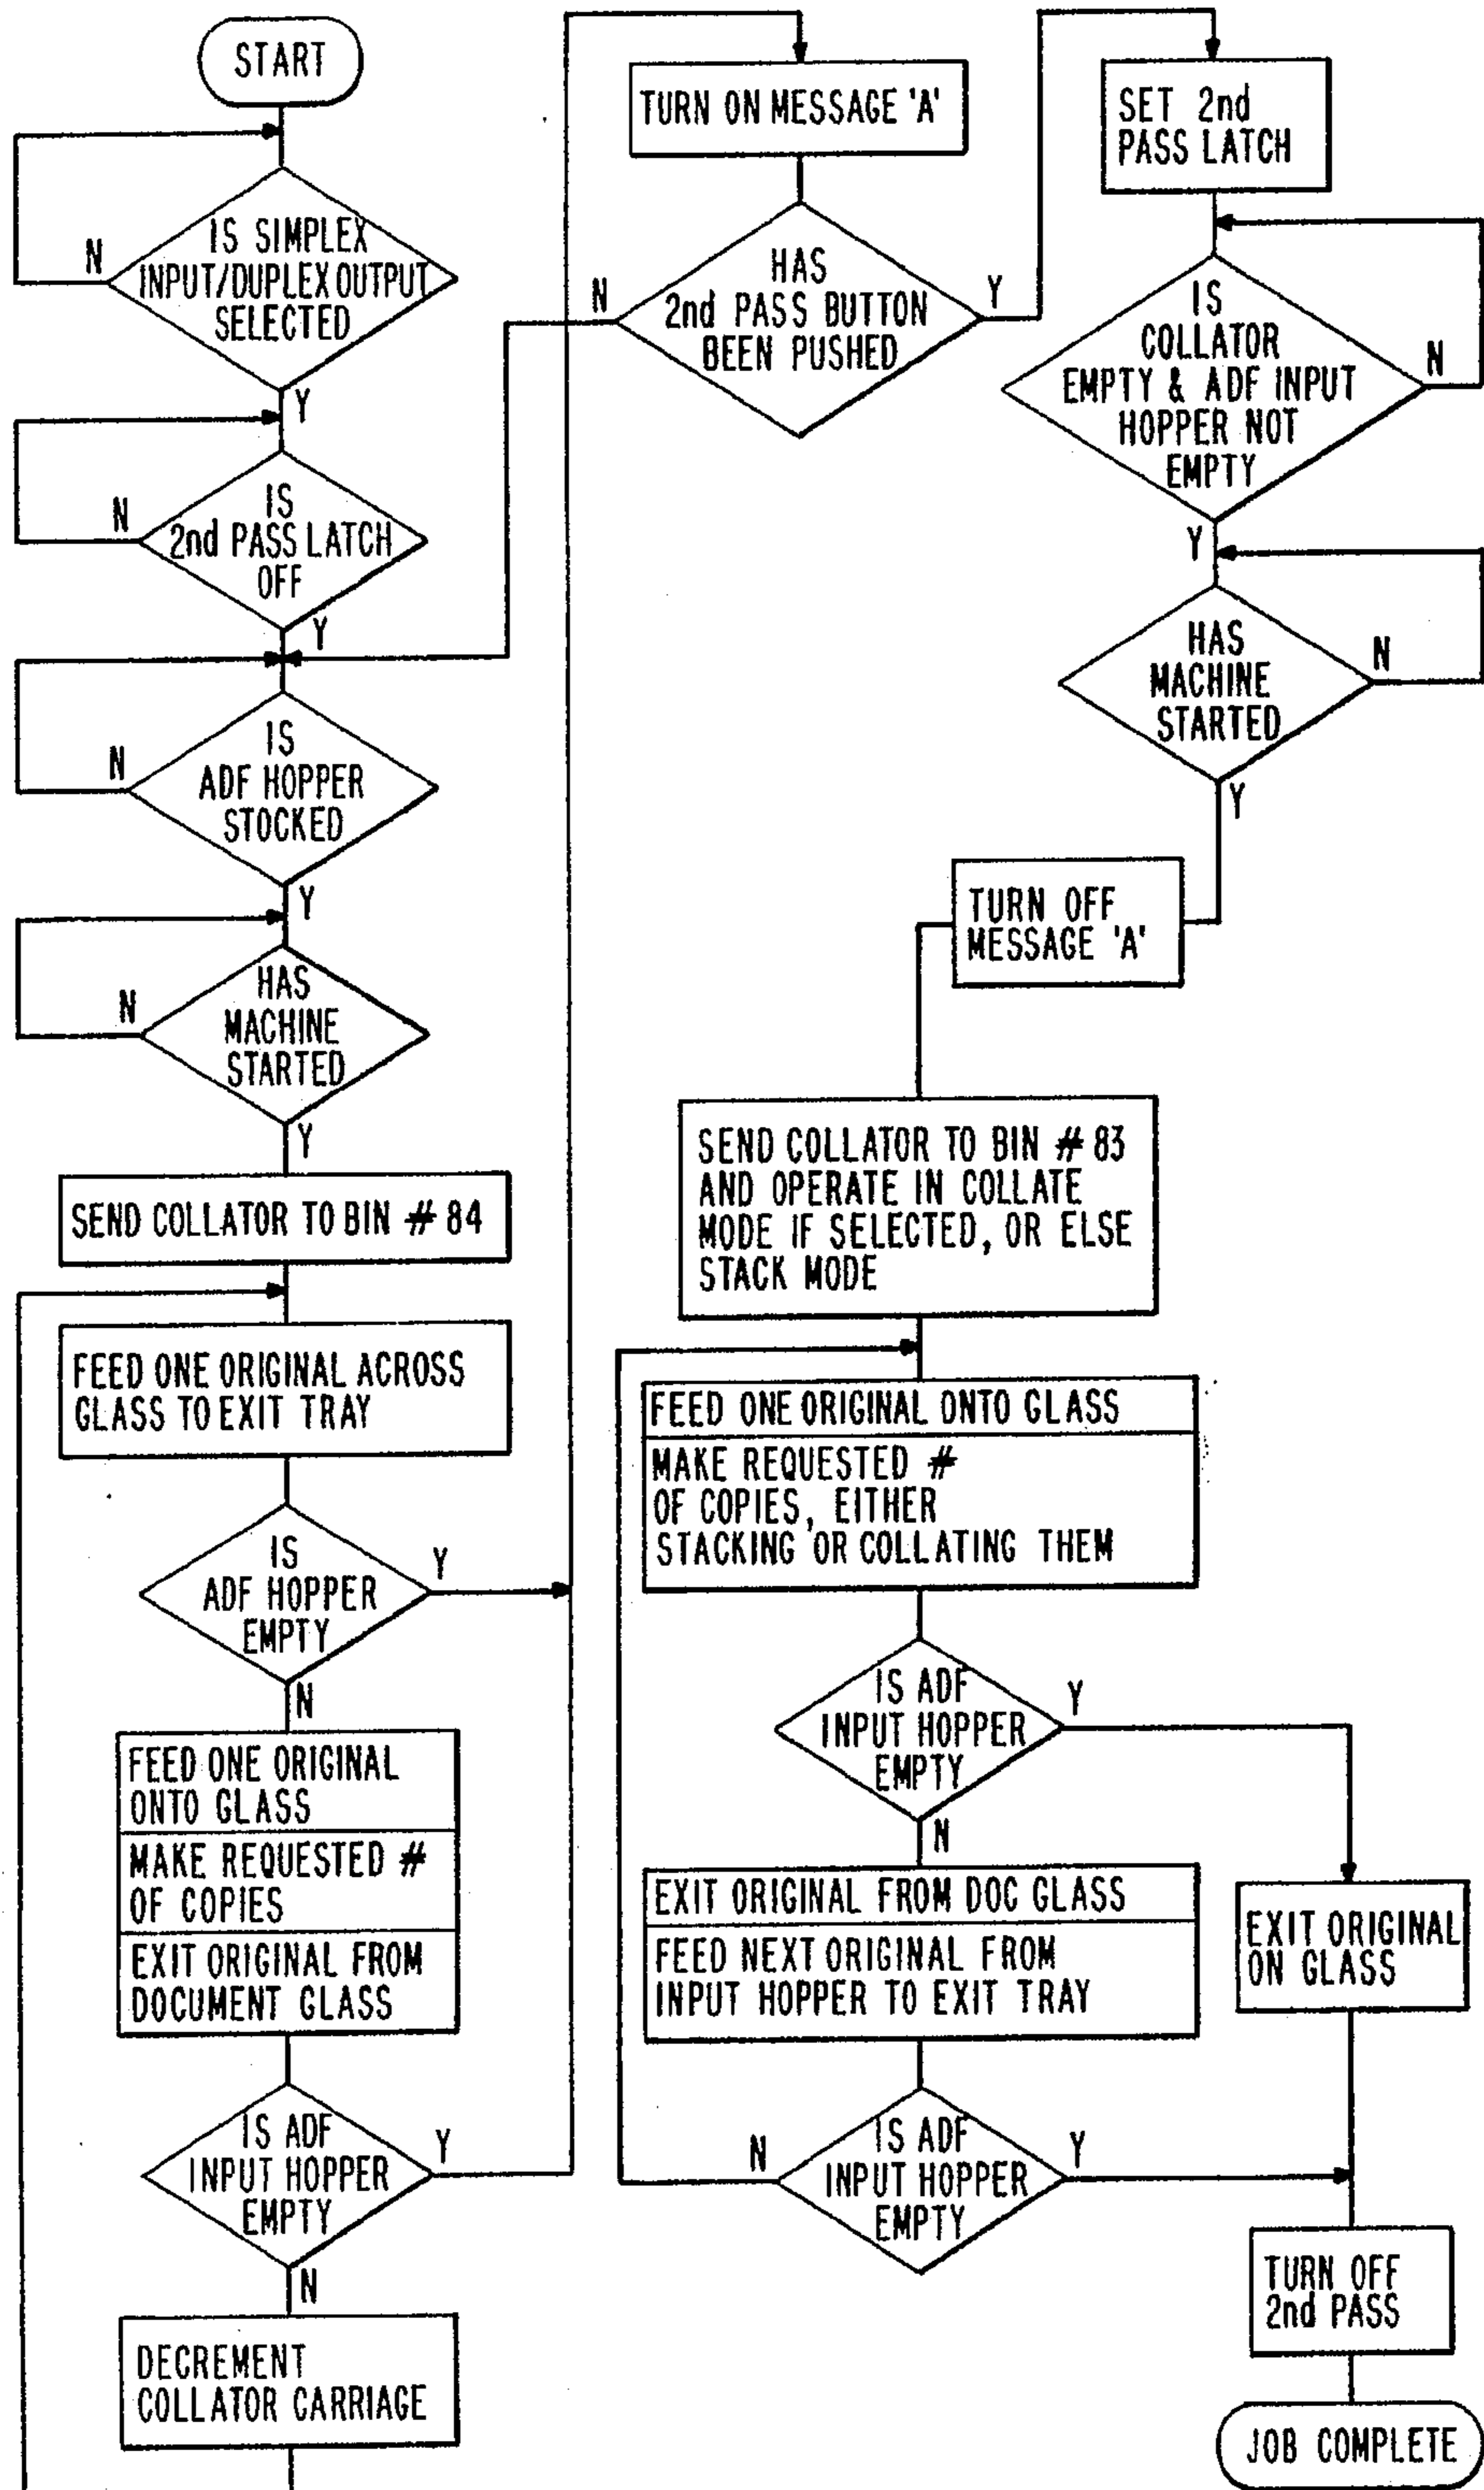 START
IS SIMPLEX
INPUT/DUPLEX OUTPUT
SELECTED
N
Y
IS
2nd PASS LATCH
OFF
N
Y
IS
ADF HOPPER
STOCKED
N
Y
HAS
MACHINE
STARTED
N
Y
SEND COLLATOR TO BIN # 84
FEED ONE ORIGINAL ACROSS
GLASS TO EXIT TRAY
IS
ADF HOPPER
EMPTY
Y
N
FEED ONE ORIGINAL
ONTO GLASS
MAKE REQUESTED #
OF COPIES
EXIT ORIGINAL FROM
DOCUMENT GLASS
IS ADF
INPUT HOPPER
EMPTY
Y
N
DECREMENT
COLLATOR CARRIAGE
TURN ON MESSAGE 'A'
HAS
2nd PASS BUTTON
BEEN PUSHED
N
Y
SET 2nd
PASS LATCH
IS
COLLATOR
EMPTY & ADF INPUT
HOPPER NOT
EMPTY
N
Y
HAS
MACHINE
STARTED
N
Y
TURN OFF
MESSAGE 'A'
SEND COLLATOR TO BIN # 83
AND OPERATE IN COLLATE
MODE IF SELECTED, OR ELSE
STACK MODE
FEED ONE ORIGINAL ONTO GLASS
MAKE REQUESTED #
OF COPIES, EITHER
STACKING OR COLLATING THEM
IS ADF
INPUT HOPPER
EMPTY
Y
N
EXIT ORIGINAL FROM DOC GLASS
FEED NEXT ORIGINAL FROM
INPUT HOPPER TO EXIT TRAY
EXIT ORIGINAL
ON GLASS
IS ADF
INPUT HOPPER
EMPTY
N
Y
TURN OFF
2nd PASS
JOB COMPLETE